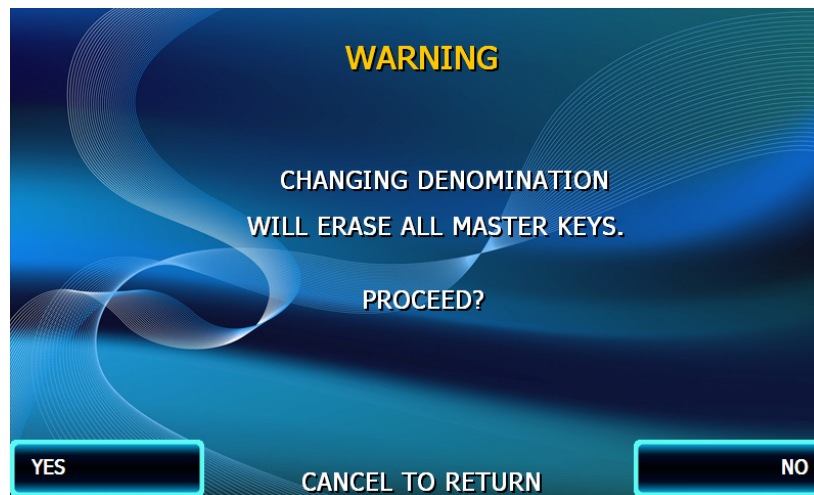 WARNING
CHANGING DENOMINATION
WILL ERASE ALL MASTER KEYS.
PROCEED?
YES
CANCEL TO RETURN
NO